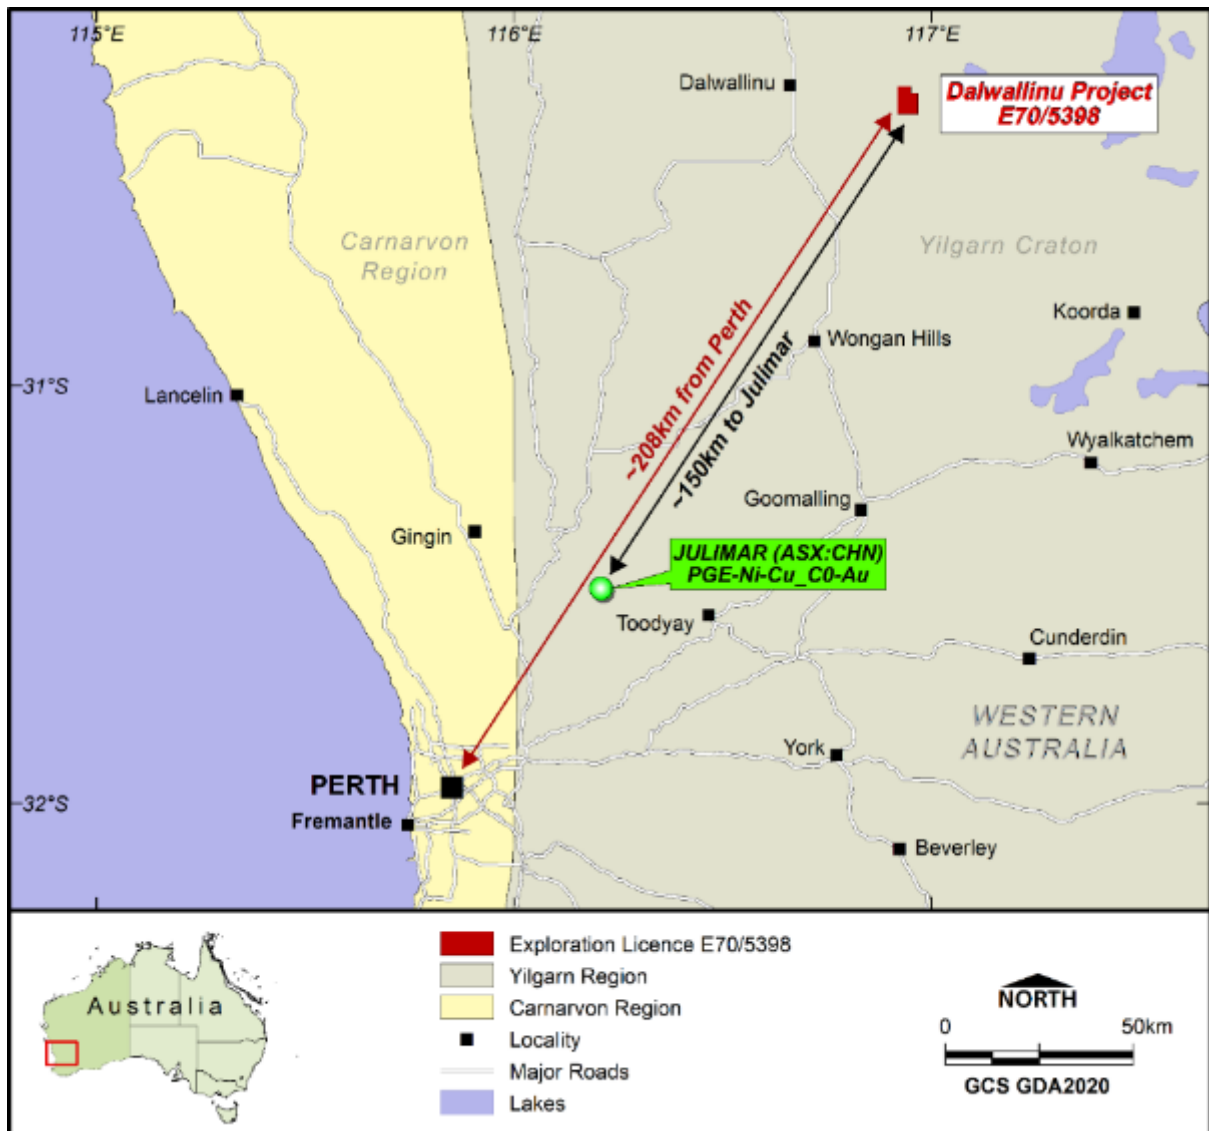 115°E
116°E
117°E
Dalwallinu
Dalwallinu Project
E70/5398
Carnarvon
Region
Yilgarn Craton
Koorda
~208km from Perth
~150km to Julimar
Wongan Hills
31°S
Lancelin
Wyalkatchem
Goomalling
Gingin
JULIMAR (ASX:CHN)
PGE-Ni-Cu_C0-Au
Toodyay
Cunderdin
WESTERN
AUSTRALIA
York
PERTH
32°S
Fremantle
Beverley
Australia
Exploration Licence E70/5398
Yilgarn Region
Carnarvon Region
Locality
Major Roads
Lakes
NORTH
0 50km
GCS GDA2020